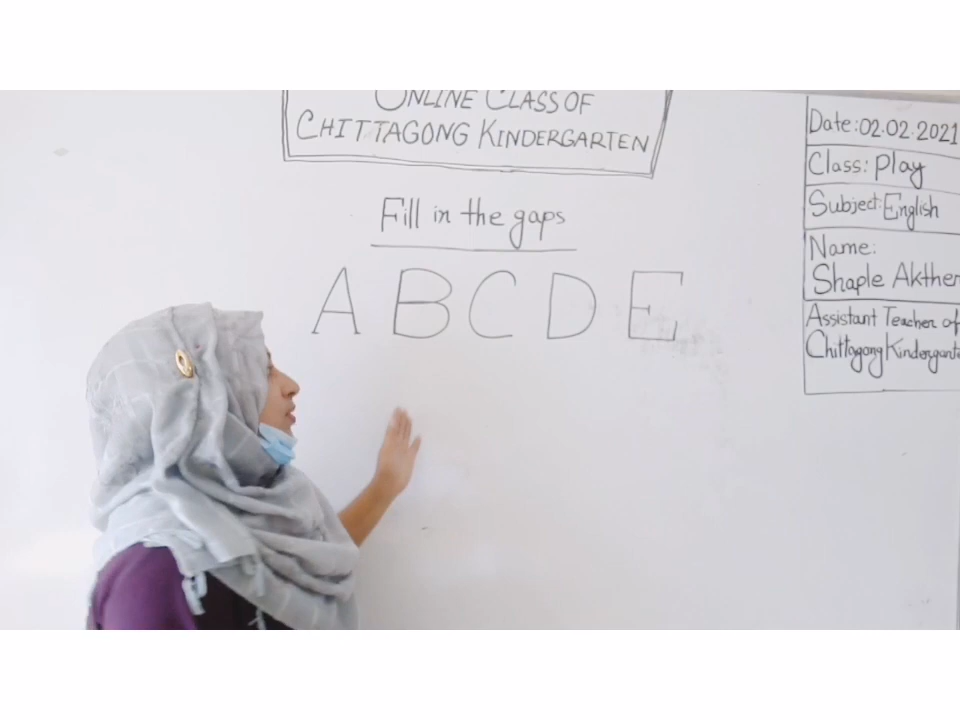 ONLINE CLASS OF
CHITTAGONG KINDERGARTEN
Fill in the gaps
A B C D E
Date: 02.02.2021
Class: Play
Subject: English
Name:
Shaple Akther
Assistant Teacher of
Chittagong Kindergarte